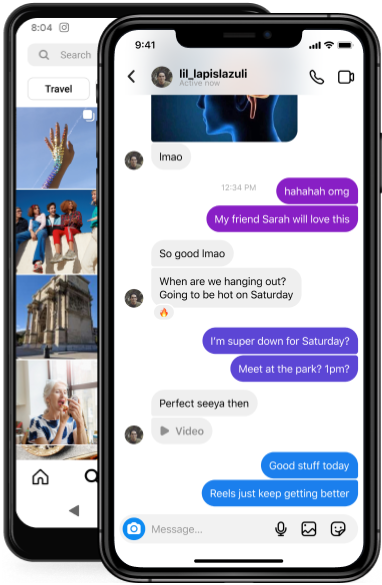 8:04
Search
Travel
9:41
lil_lapislazuli
Active now
lmao
12:34 PM
hahahah omg
My friend Sarah will love this
So good lmao
When are we hanging out?
Going to be hot on Saturday
I'm super down for Saturday?
Meet at the park? 1pm?
Perfect seeya then
Video
Good stuff today
Reels just keep getting better
Message...